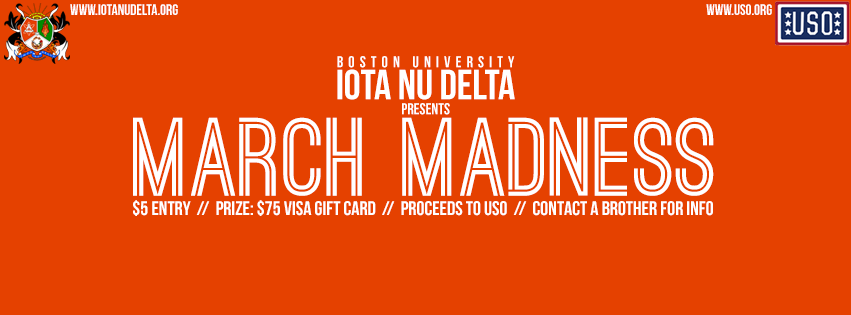 WWW.IOTANUDELTA.ORG
WWW.USO.ORG
USO
BOSTON UNIVERSITY
IOTA NU DELTA
PRESENTS
MARCH MADNESS
$5 ENTRY // PRIZE: $75 VISA GIFT CARD // PROCEEDS TO USO // CONTACT A BROTHER FOR INFO